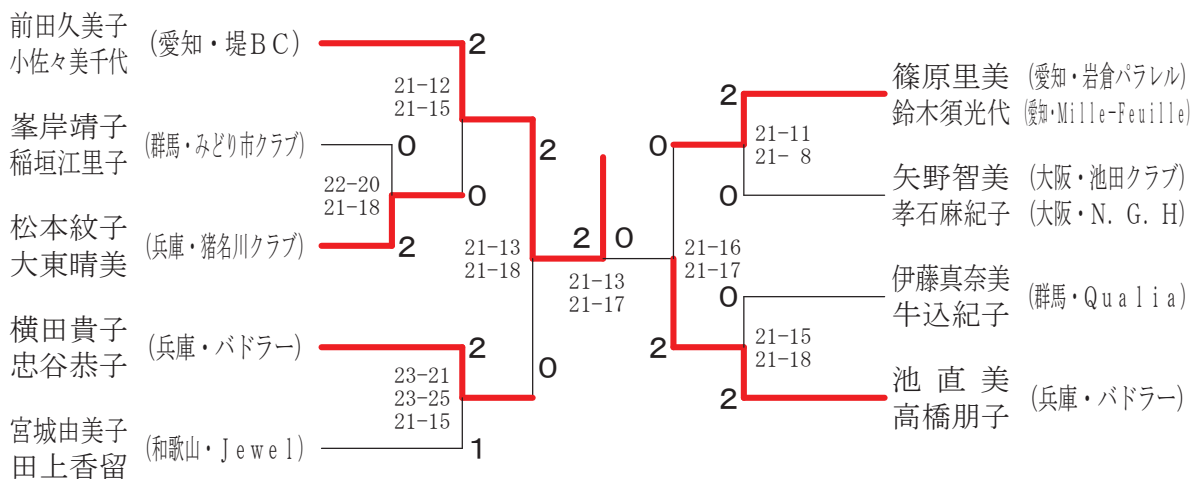 前田久美子
小佐々美千代
(愛知・堤ＢＣ)
2
21-12
21-15
峯岸靖子
稲垣江里子
(群馬・みどり市クラブ)
0
22-20
21-18
0
松本紋子
大東晴美
(兵庫・猪名川クラブ)
2
2
21-13
21-18
横田貴子
忠谷恭子
(兵庫・バドラー)
2
23-21
23-25
21-15
0
宮城由美子
田上香留
(和歌山・Ｊｅｗｅｌ)
1
2 0
21-13
21-17
篠原里美 (愛知・岩倉パラレル)
鈴木須光代 (愛知・Mille-Feuille)
2
0
21-11
21- 8
矢野智美 (大阪・池田クラブ)
孝石麻紀子 (大阪・N. G. H)
0
21-16
21-17
伊藤真奈美
牛込紀子
(群馬・Ｑｕａｌｉａ)
0
2
21-15
21-18
池 直 美
高橋朋子
(兵庫・バドラー)
2